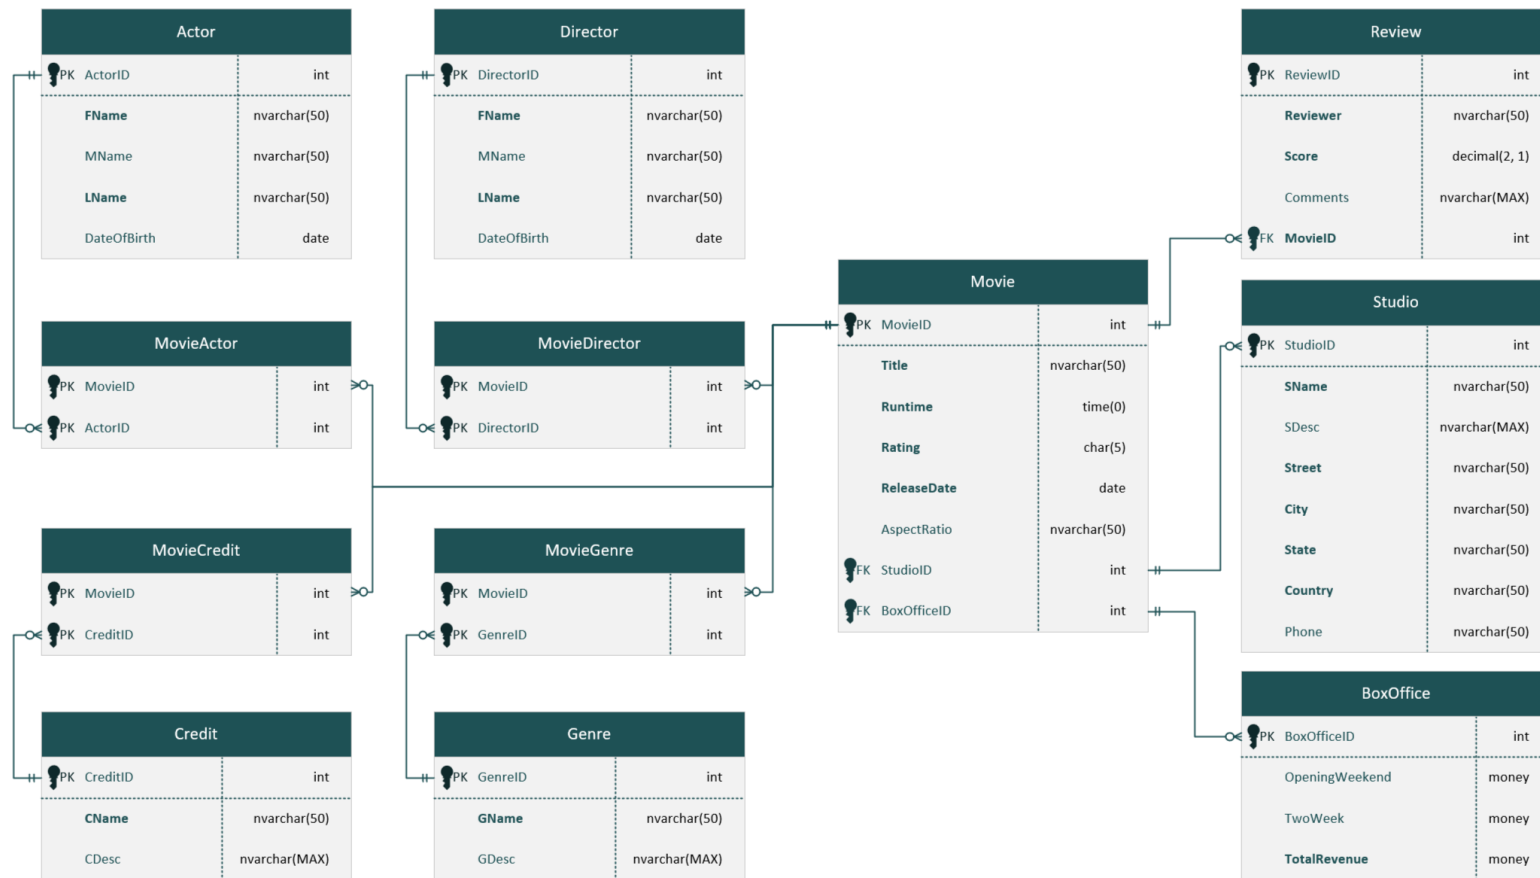 Actor
PK ActorID int
FName nvarchar(50)
MName nvarchar(50)
LName nvarchar(50)
DateOfBirth date
Director
PK DirectorID int
FName nvarchar(50)
MName nvarchar(50)
LName nvarchar(50)
DateOfBirth date
Review
PK ReviewID int
Reviewer nvarchar(50)
Score decimal(2, 1)
Comments nvarchar(MAX)
FK MovieID int
Movie
PK MovieID int
Title nvarchar(50)
Runtime time(0)
Rating char(5)
ReleaseDate date
AspectRatio nvarchar(50)
FK StudioID int
FK BoxOfficeID int
Studio
PK StudioID int
SName nvarchar(50)
SDesc nvarchar(MAX)
Street nvarchar(50)
City nvarchar(50)
State nvarchar(50)
Country nvarchar(50)
Phone nvarchar(50)
MovieActor
PK MovieID int
PK ActorID int
MovieDirector
PK MovieID int
PK DirectorID int
MovieCredit
PK MovieID int
PK CreditID int
MovieGenre
PK MovieID int
PK GenreID int
Credit
PK CreditID int
CName nvarchar(50)
CDesc nvarchar(MAX)
Genre
PK GenreID int
GName nvarchar(50)
GDesc nvarchar(MAX)
BoxOffice
PK BoxOfficeID int
OpeningWeekend money
TwoWeek money
TotalRevenue money